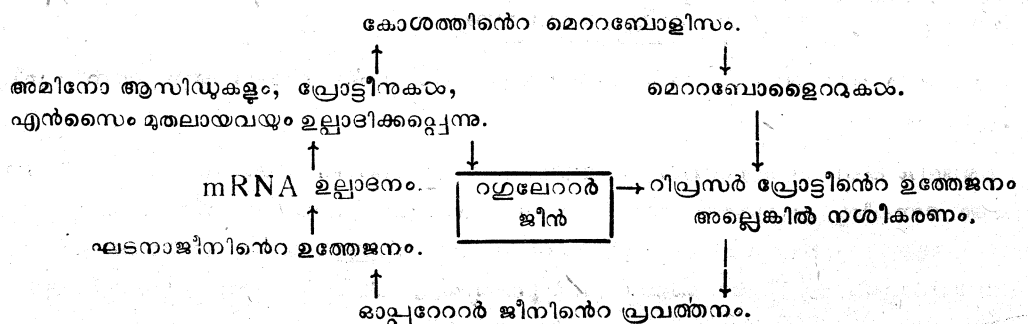 കോശത്തിൻെറ മെററബോളിസം.
അമിനോ ആസിഡുകളും, പ്രോട്ടീനുകൾ,
എൻസൈം മുതലായവയും ഉല്പാദിക്കപ്പെന്നു.
മെററബോളൈററുകൾ.
mRNA ഉല്പാദനം.
റഗുലേററർ
ജീൻ
റിപ്രസർ പ്രോട്ടീൻെറ ഉത്തേജനം
അല്ലെങ്കിൽ നശീകരണം.
ഘടനാജീനിൻെറ ഉത്തേജനം.
ഓപ്പറേററർ ജീനിൻെറ പ്രവർത്തനം.